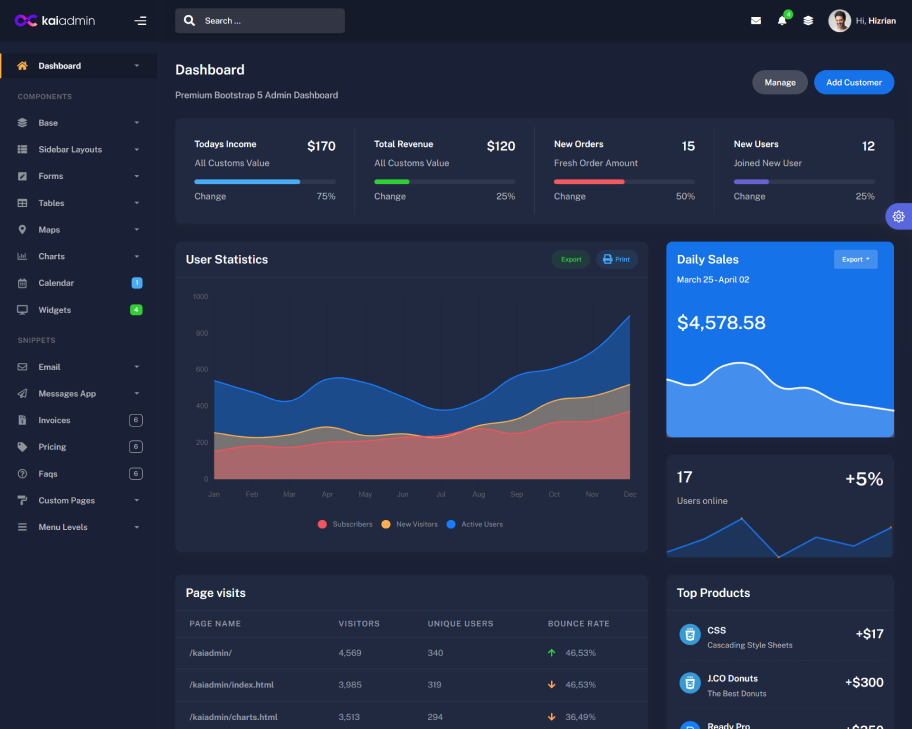 kaiadmin
Search ...
4
Hi, Hizrian
Dashboard
COMPONENTS
Base
Sidebar Layouts
Forms
Tables
Maps
Charts
Calendar 1
Widgets 4
SNIPPETS
Email
Messages App
Invoices 6
Pricing 6
Faqs 6
Custom Pages
Menu Levels
Dashboard
Premium Bootstrap 5 Admin Dashboard
Manage
Add Customer
Todays Income $170
All Customs Value
Change 75%
Total Revenue $120
All Customs Value
Change 25%
New Orders 15
Fresh Order Amount
Change 50%
New Users 12
Joined New User
Change 25%
User Statistics
Export
Print
1000
800
600
400
200
0
Jan Feb Mar Apr May Jun Jul Aug Sep Oct Nov Dec
Subscribers New Visitors Active Users
Daily Sales
Export
March 25 - April 02
$4,578.58
17 +5%
Users online
Page visits
PAGE NAME VISITORS UNIQUE USERS BOUNCE RATE
/kaiadmin/ 4,569 340 46,53%
/kaiadmin/index.html 3,985 319 46,53%
/kaiadmin/charts.html 3,513 294 36,49%
Top Products
CSS +$17
Cascading Style Sheets
J.CO Donuts +$300
The Best Donuts
Ready Pro